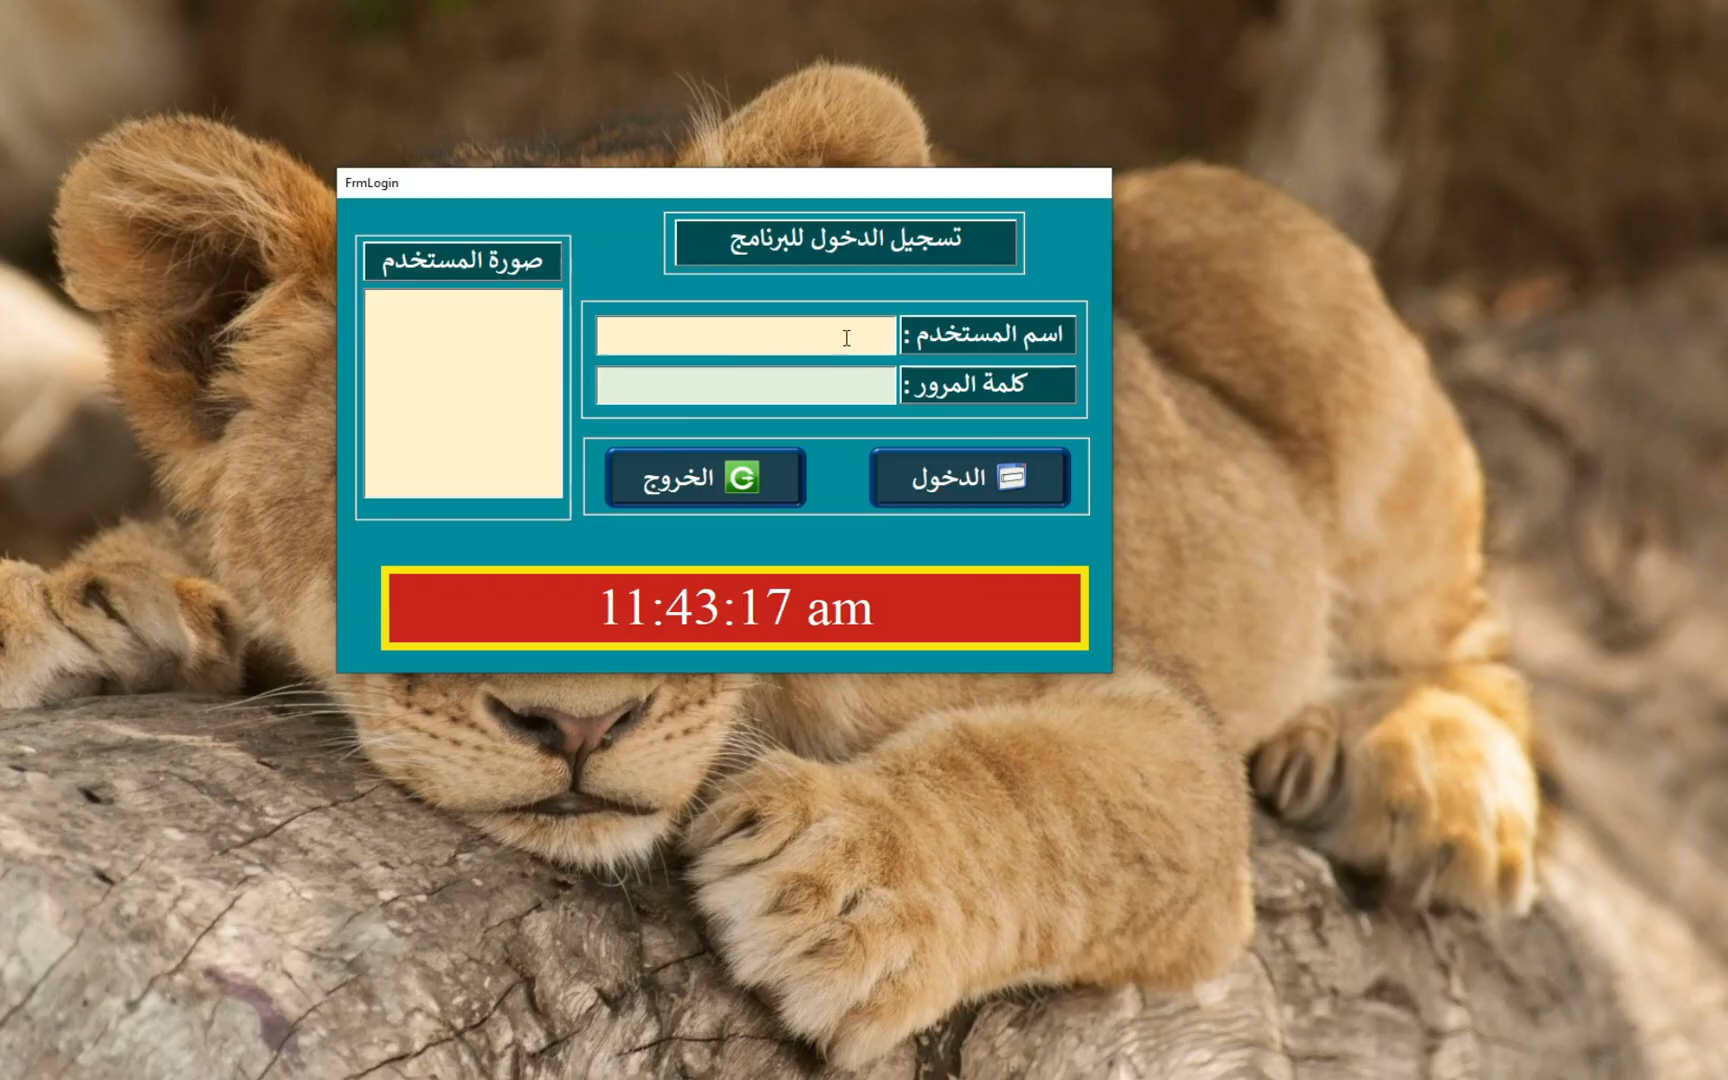 FrmLogin
تسجيل الدخول للبرنامج
صورة المستخدم
اسم المستخدم :
كلمة المرور :
الدخول
الخروج
11:43:17 am